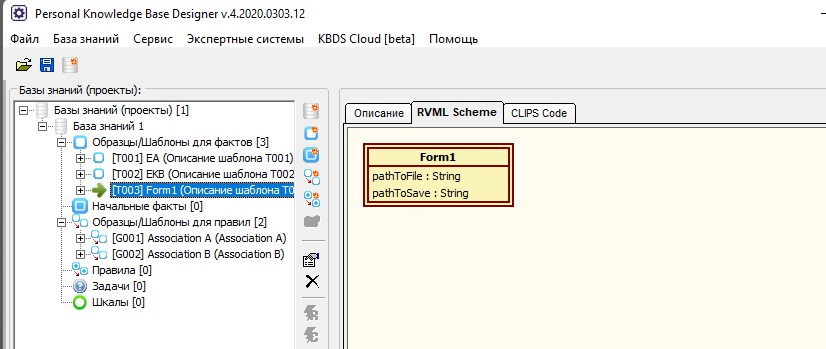 Personal Knowledge Base Designer v.4.2020.0303.12
Файл База знаний Сервис Экспертные системы KBDS Cloud [beta] Помощь
Базы знаний (проекты):
Базы знаний (проекты) [1]
База знаний 1
Образцы/Шаблоны для фактов [3]
[T001] EA (Описание шаблона T001)
[T002] EKB (Описание шаблона T002
[T003] Form1 (Описание шаблона T0
Начальные факты [0]
Образцы/Шаблоны для правил [2]
[G001] Association A (Association A)
[G002] Association B (Association B)
Правила [0]
Задачи [0]
Шкалы [0]
Описание RVML Scheme CLIPS Code
Form1
pathToFile : String
pathToSave : String